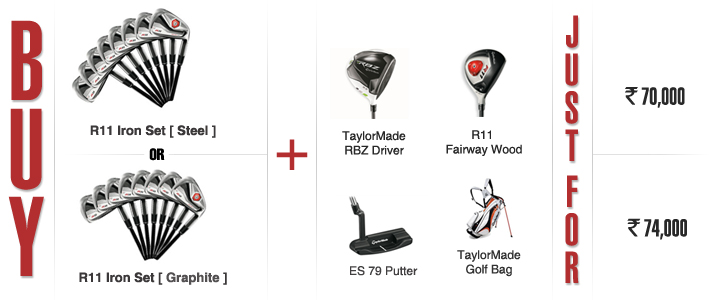 BUY
R11 Iron Set [ Steel ]
OR
R11 Iron Set [ Graphite ]
+
TaylorMade
RBZ Driver
R11
Fairway Wood
ES 79 Putter
TaylorMade
Golf Bag
JUST FOR
₹ 70,000
₹ 74,000